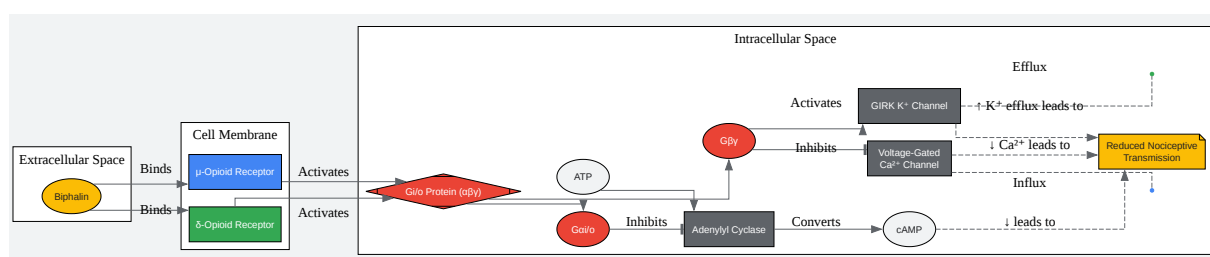 Intracellular Space
Efflux
Activates
GIRK K⁺ Channel
↑ K⁺ efflux leads to
Cell Membrane
Extracellular Space
Binds
μ-Opioid Receptor
Activates
Biphalin
Binds
δ-Opioid Receptor
Activates
Gi/o Protein (αβγ)
ATP
Gβγ
Inhibits
Voltage-Gated
Ca²⁺ Channel
↓ Ca²⁺ leads to
Influx
Reduced Nociceptive
Transmission
Gαi/o
Inhibits
Adenylyl Cyclase
Converts
cAMP
↓ leads to